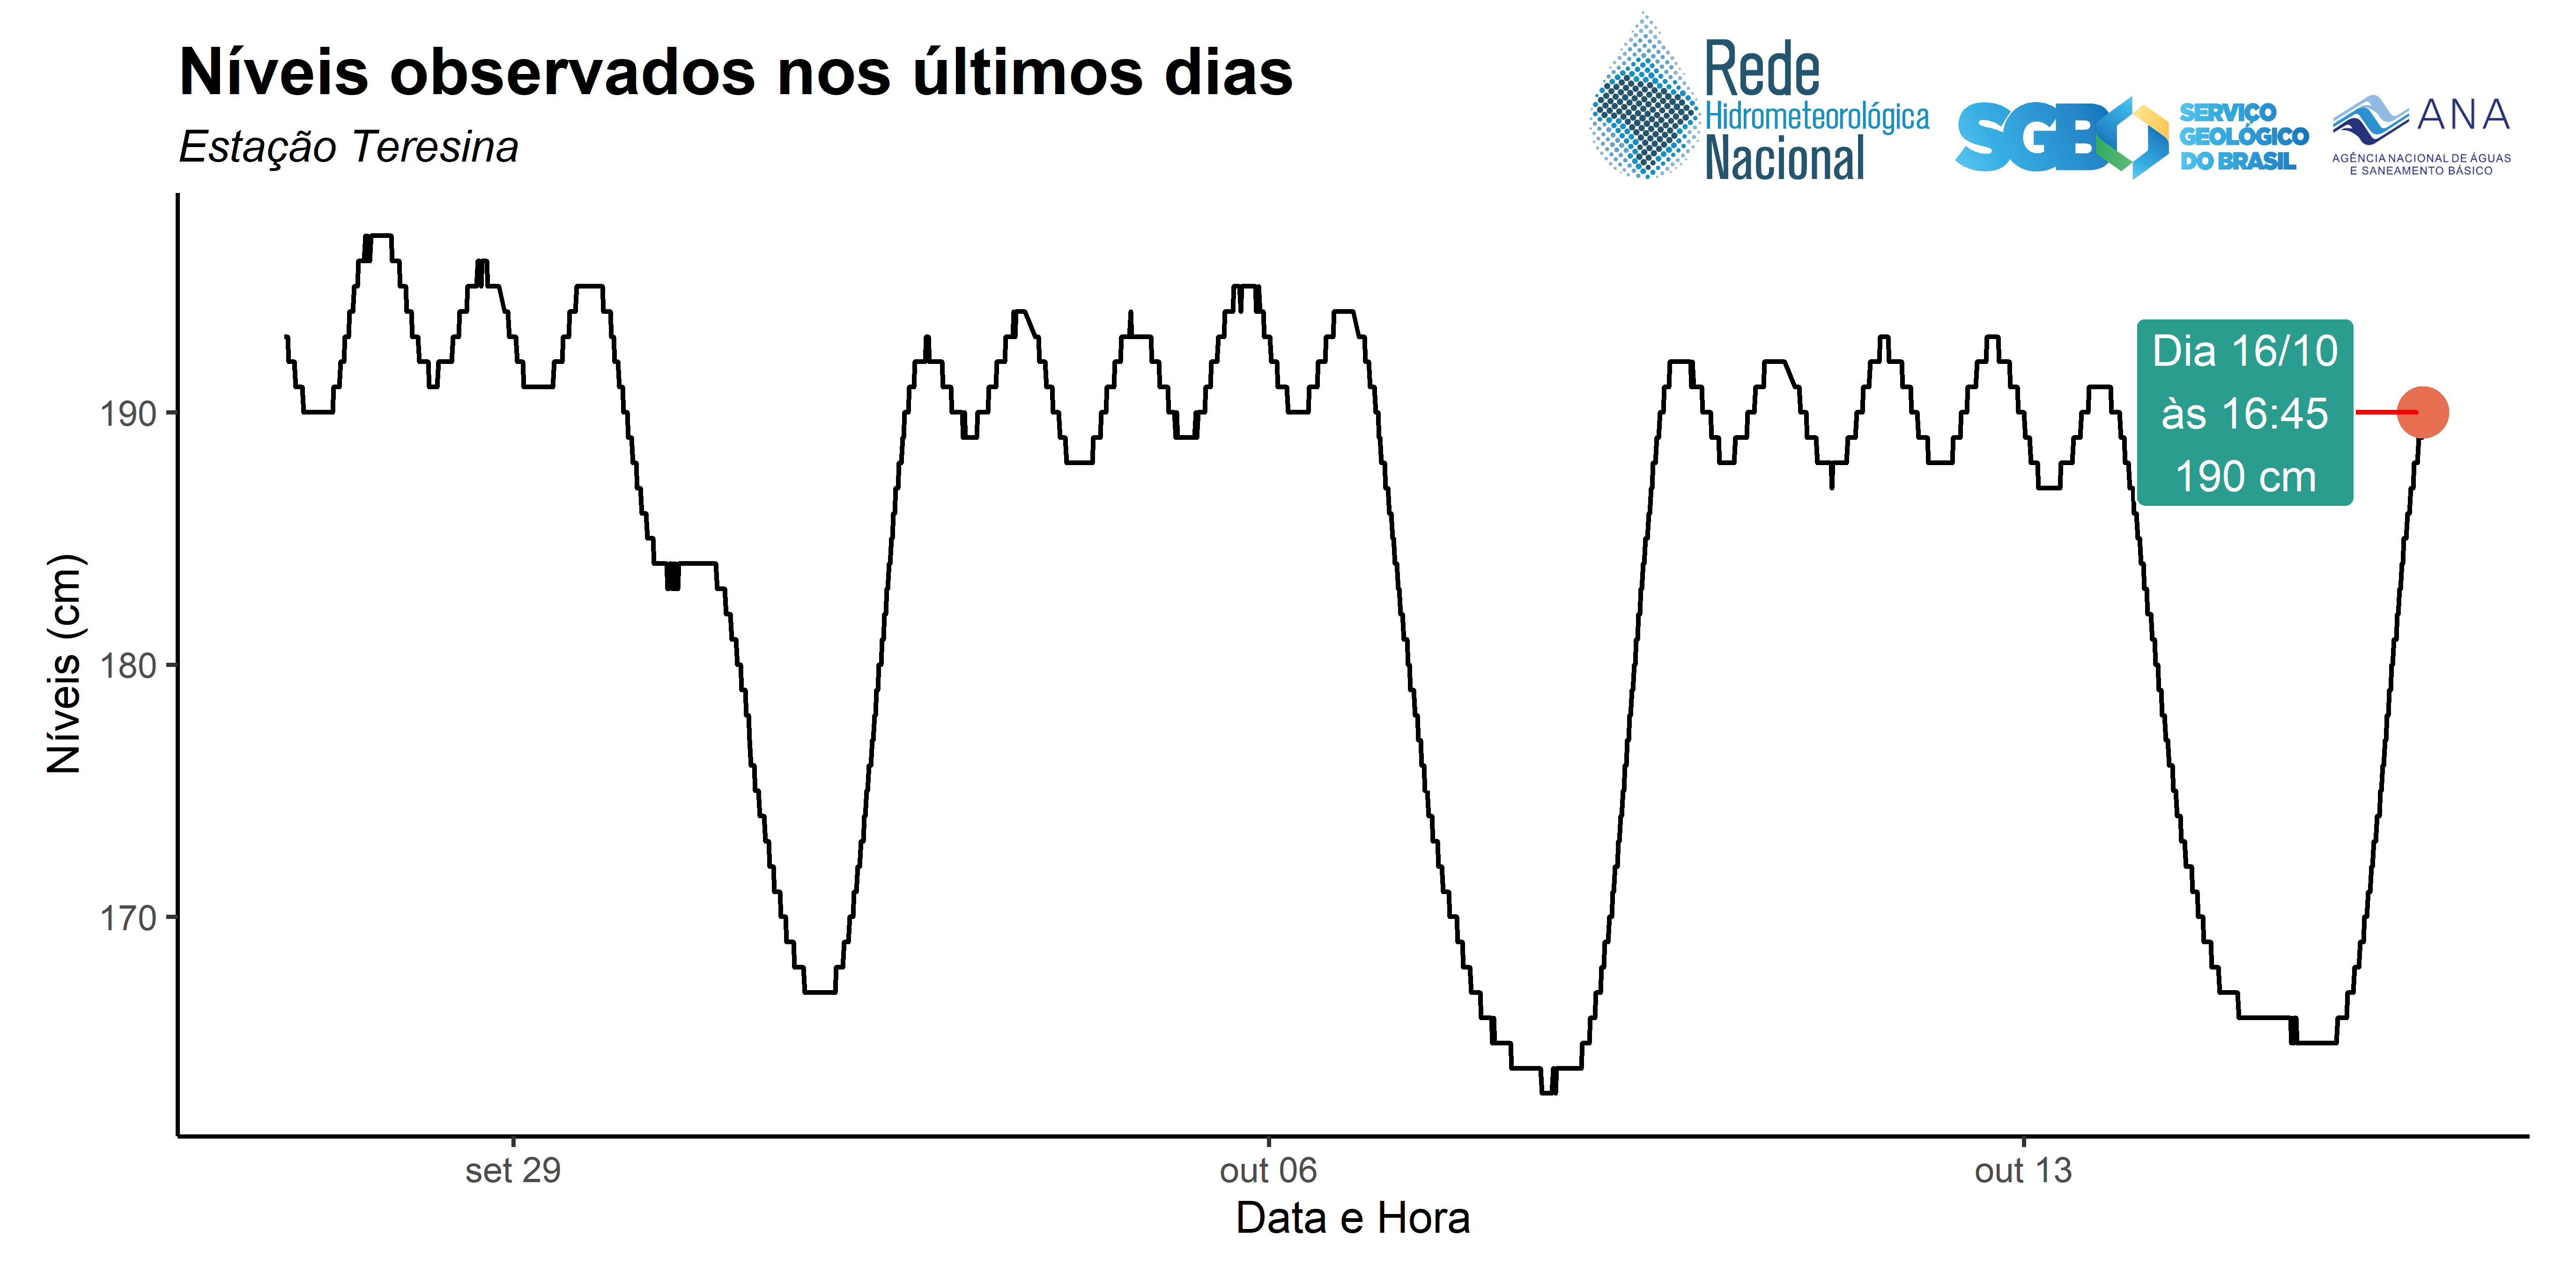 Níveis observados nos últimos dias
Estação Teresina
Rede
Hidrometeorológica
Nacional
SGB
SERVIÇO
GEOLÓGICO
DO BRASIL
ANA
AGÊNCIA NACIONAL DE ÁGUAS
E SANEAMENTO BÁSICO
Níveis (cm)
190
180
170
Dia 16/10
às 16:45
190 cm
set 29
out 06
out 13
Data e Hora